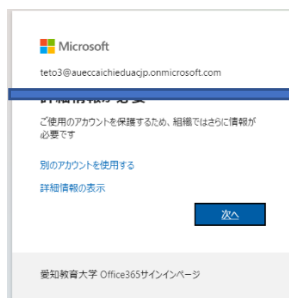 Microsoft
teto3@aueccaichieduacjp.onmicrosoft.com
詳細情報が必要
ご使用のアカウントを保護するため、組織ではさらに情報が
必要です
別のアカウントを使用する
詳細情報の表示
次へ
愛知教育大学 Office365サインインページ